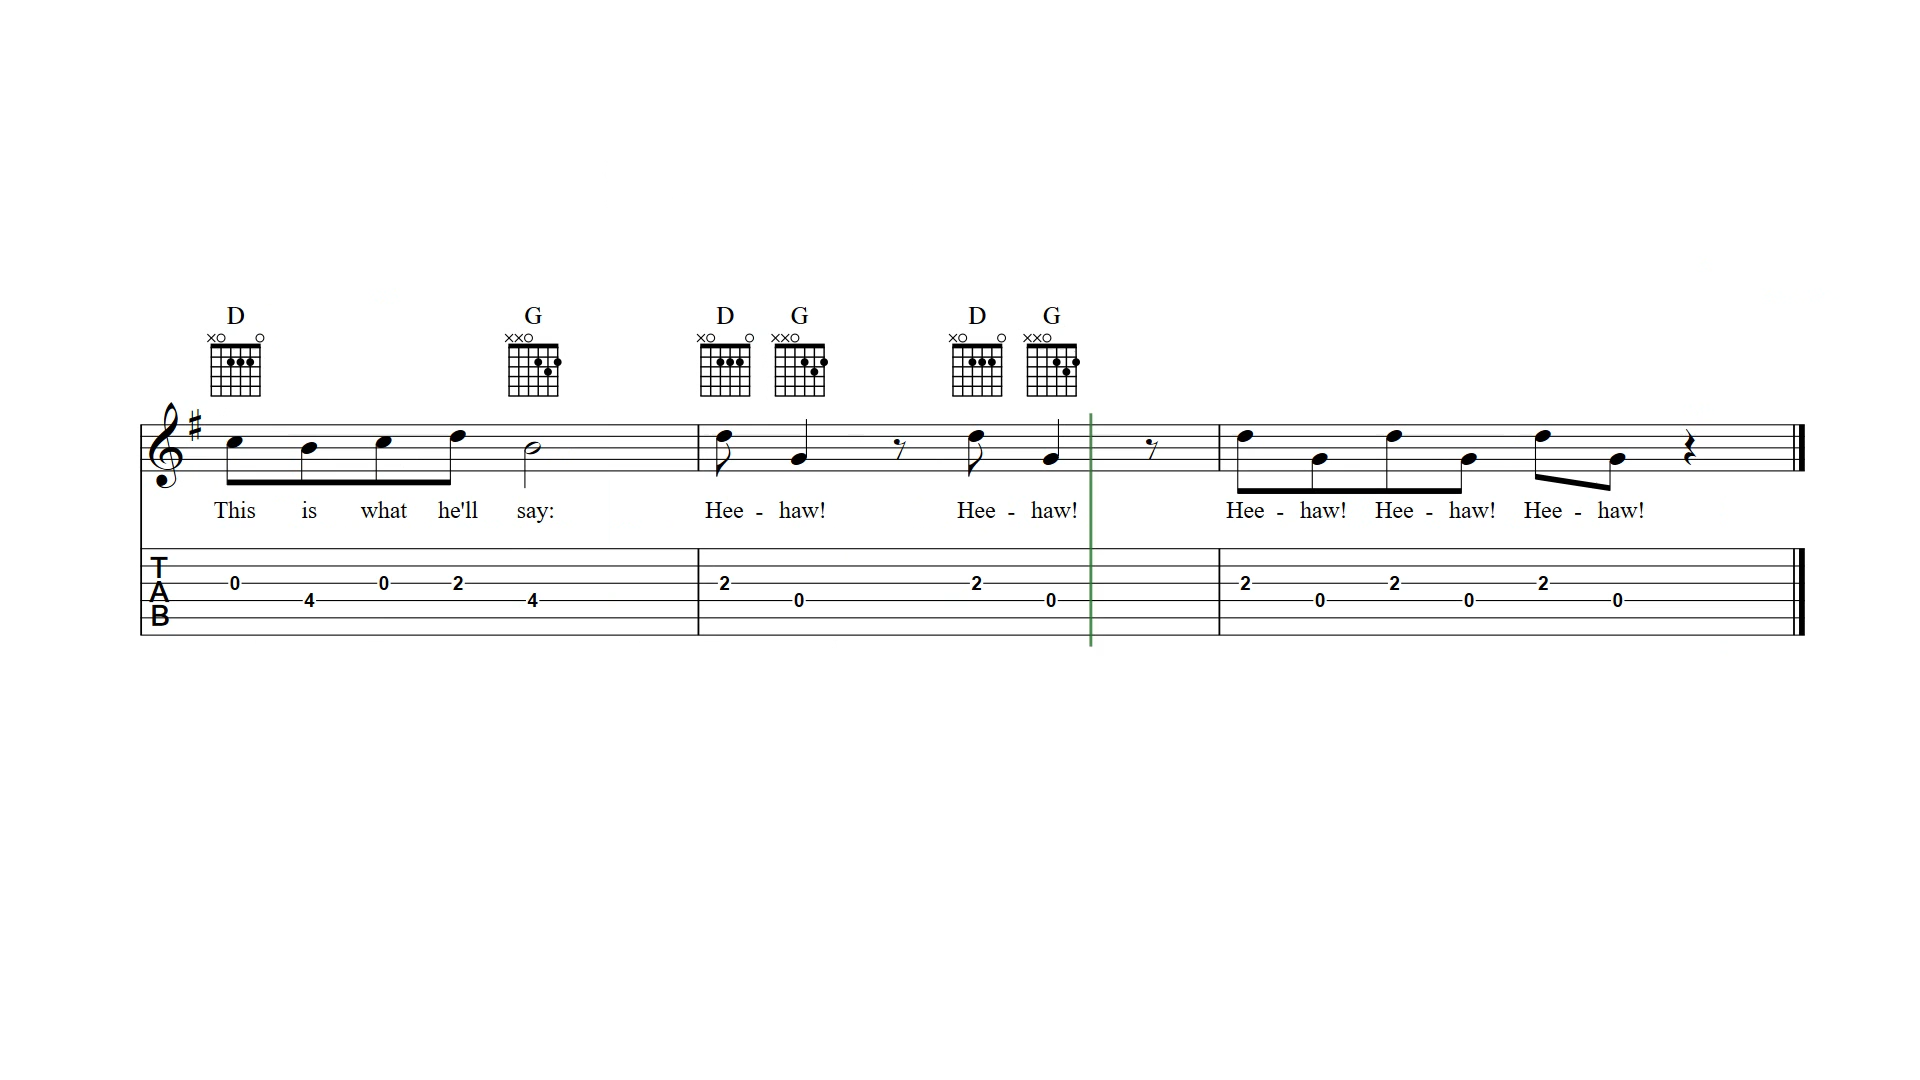 D G D G D G
This is what he'll say: Hee - haw! Hee - haw! Hee - haw! Hee - haw! Hee - haw!
T
A
B
0 4 0 2 4 2 0 2 0 2 0 2 0 2 0